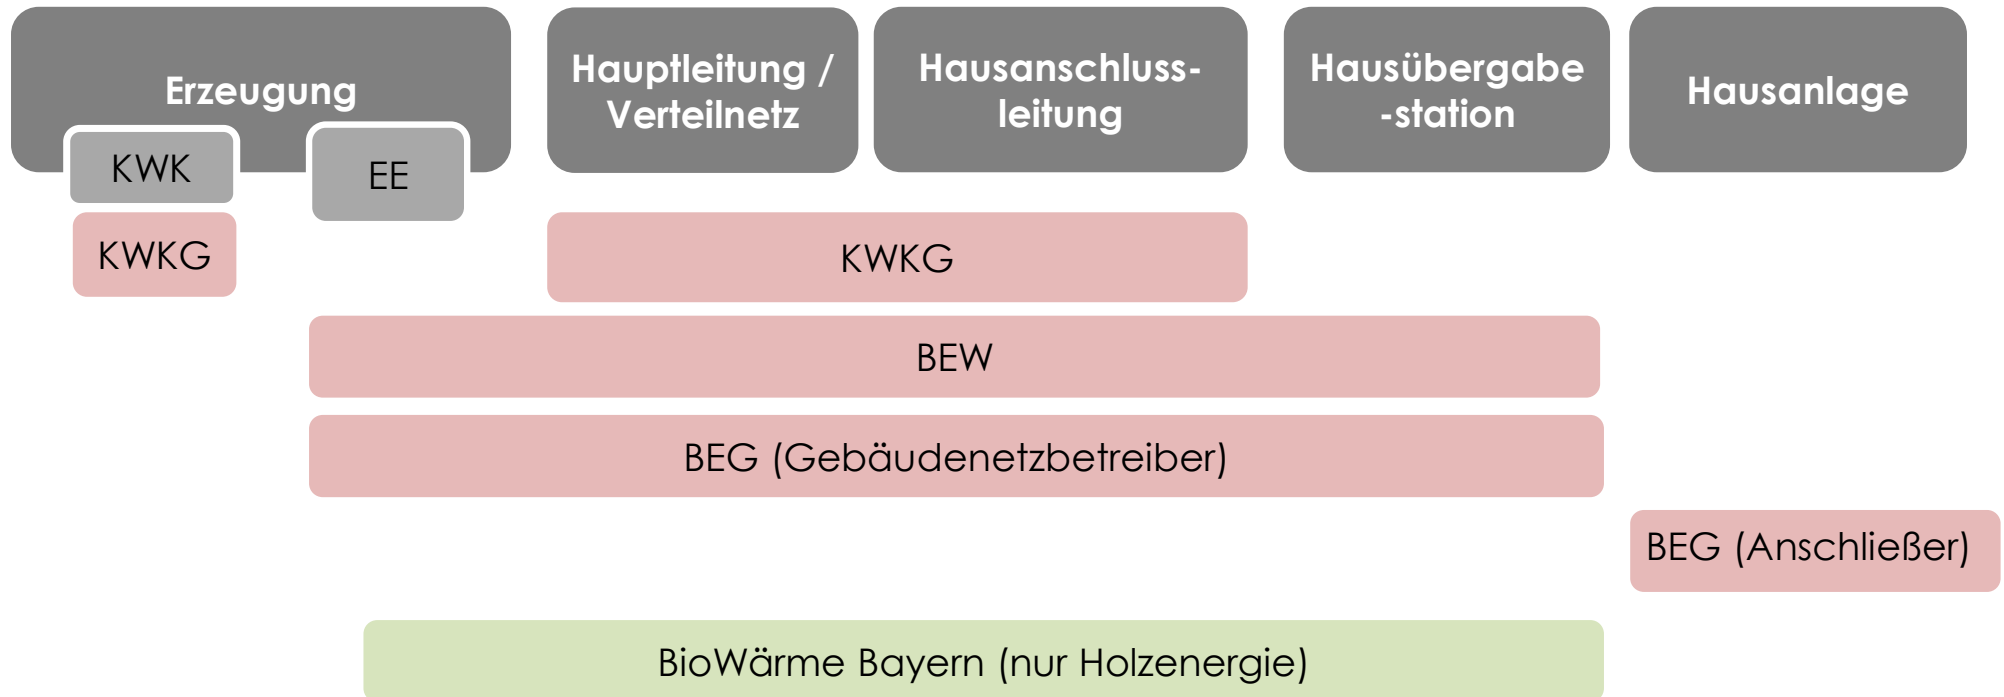 Erzeugung
KWK
EE
Hauptleitung /
Verteilnetz
Hausanschluss-
leitung
Hausübergabe
-station
Hausanlage
KWKG
KWKG
BEW
BEG (Gebäudenetzbetreiber)
BEG (Anschließer)
BioWärme Bayern (nur Holzenergie)